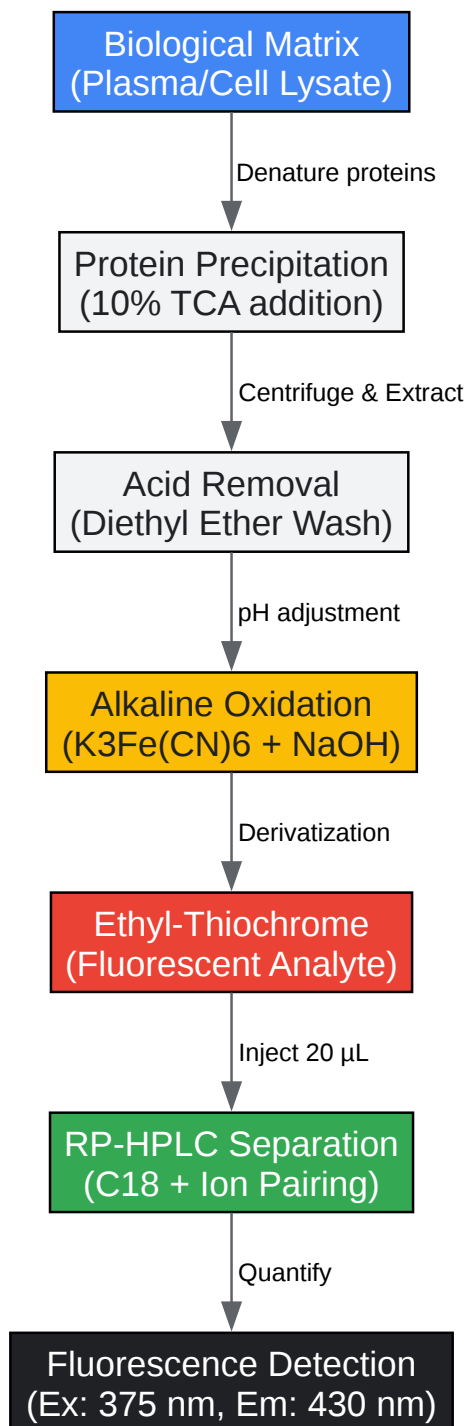 Biological Matrix
(Plasma/Cell Lysate)
Denature proteins
Protein Precipitation
(10% TCA addition)
Centrifuge & Extract
Acid Removal
(Diethyl Ether Wash)
pH adjustment
Alkaline Oxidation
(K3Fe(CN)6 + NaOH)
Derivatization
Ethyl-Thiochrome
(Fluorescent Analyte)
Inject 20 µL
RP-HPLC Separation
(C18 + Ion Pairing)
Quantify
Fluorescence Detection
(Ex: 375 nm, Em: 430 nm)